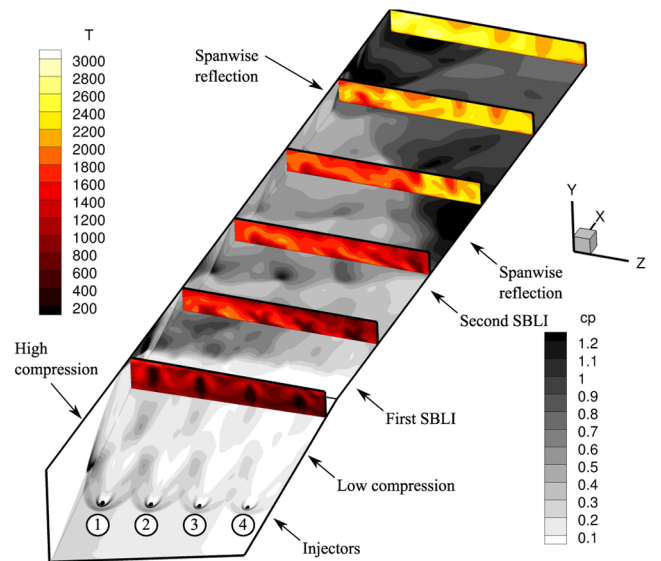 T
3000
2800
2600
2400
2200
2000
1800
1600
1400
1200
1000
800
600
400
200
Spanwise
reflection
Y
X
Z
Spanwise
reflection
Second SBLI
High
compression
First SBLI
Low compression
Injectors
1 2 3 4
cp
1.2
1.1
1
0.9
0.8
0.7
0.6
0.5
0.4
0.3
0.2
0.1